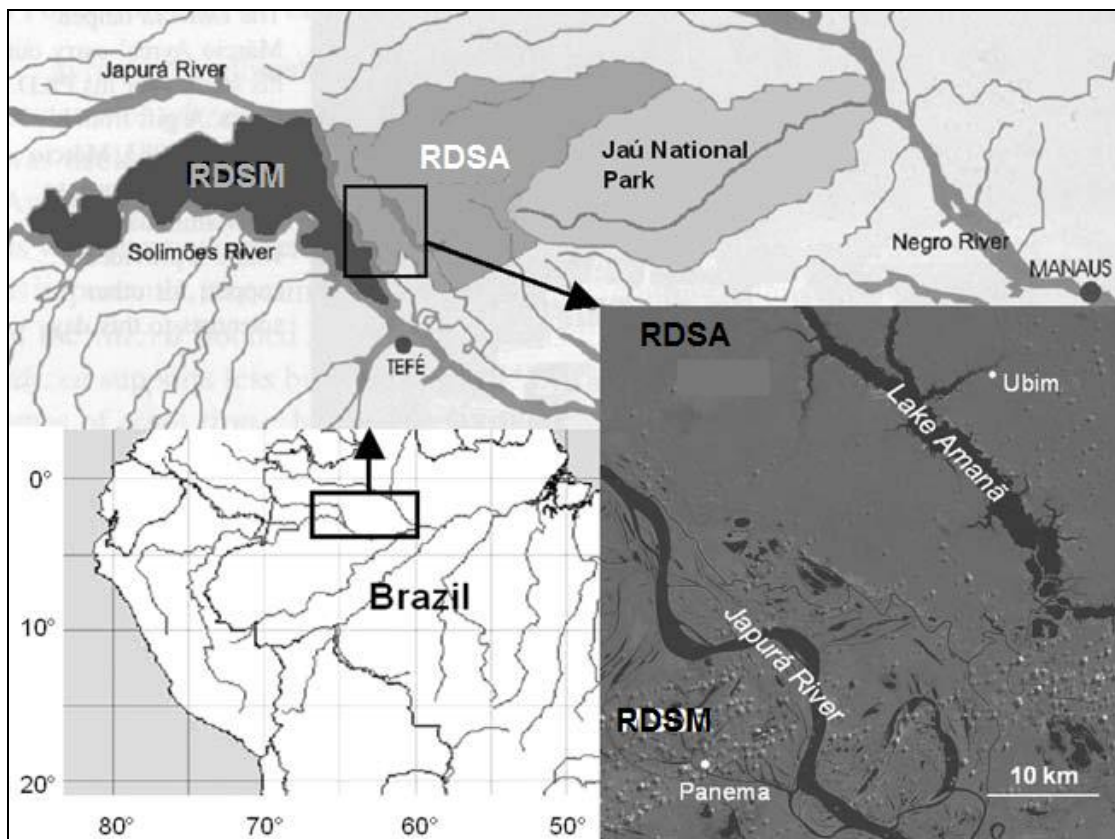 Japurá River
RDSM
RDSA
Jaú National
Park
Solimões River
Negro River
MANAUS
TEFÉ
RDSA
Ubim
Lake Amanã
Japurá River
RDSM
Panema
10 km
0°
10°
20°
Brazil
80° 70° 60° 50°